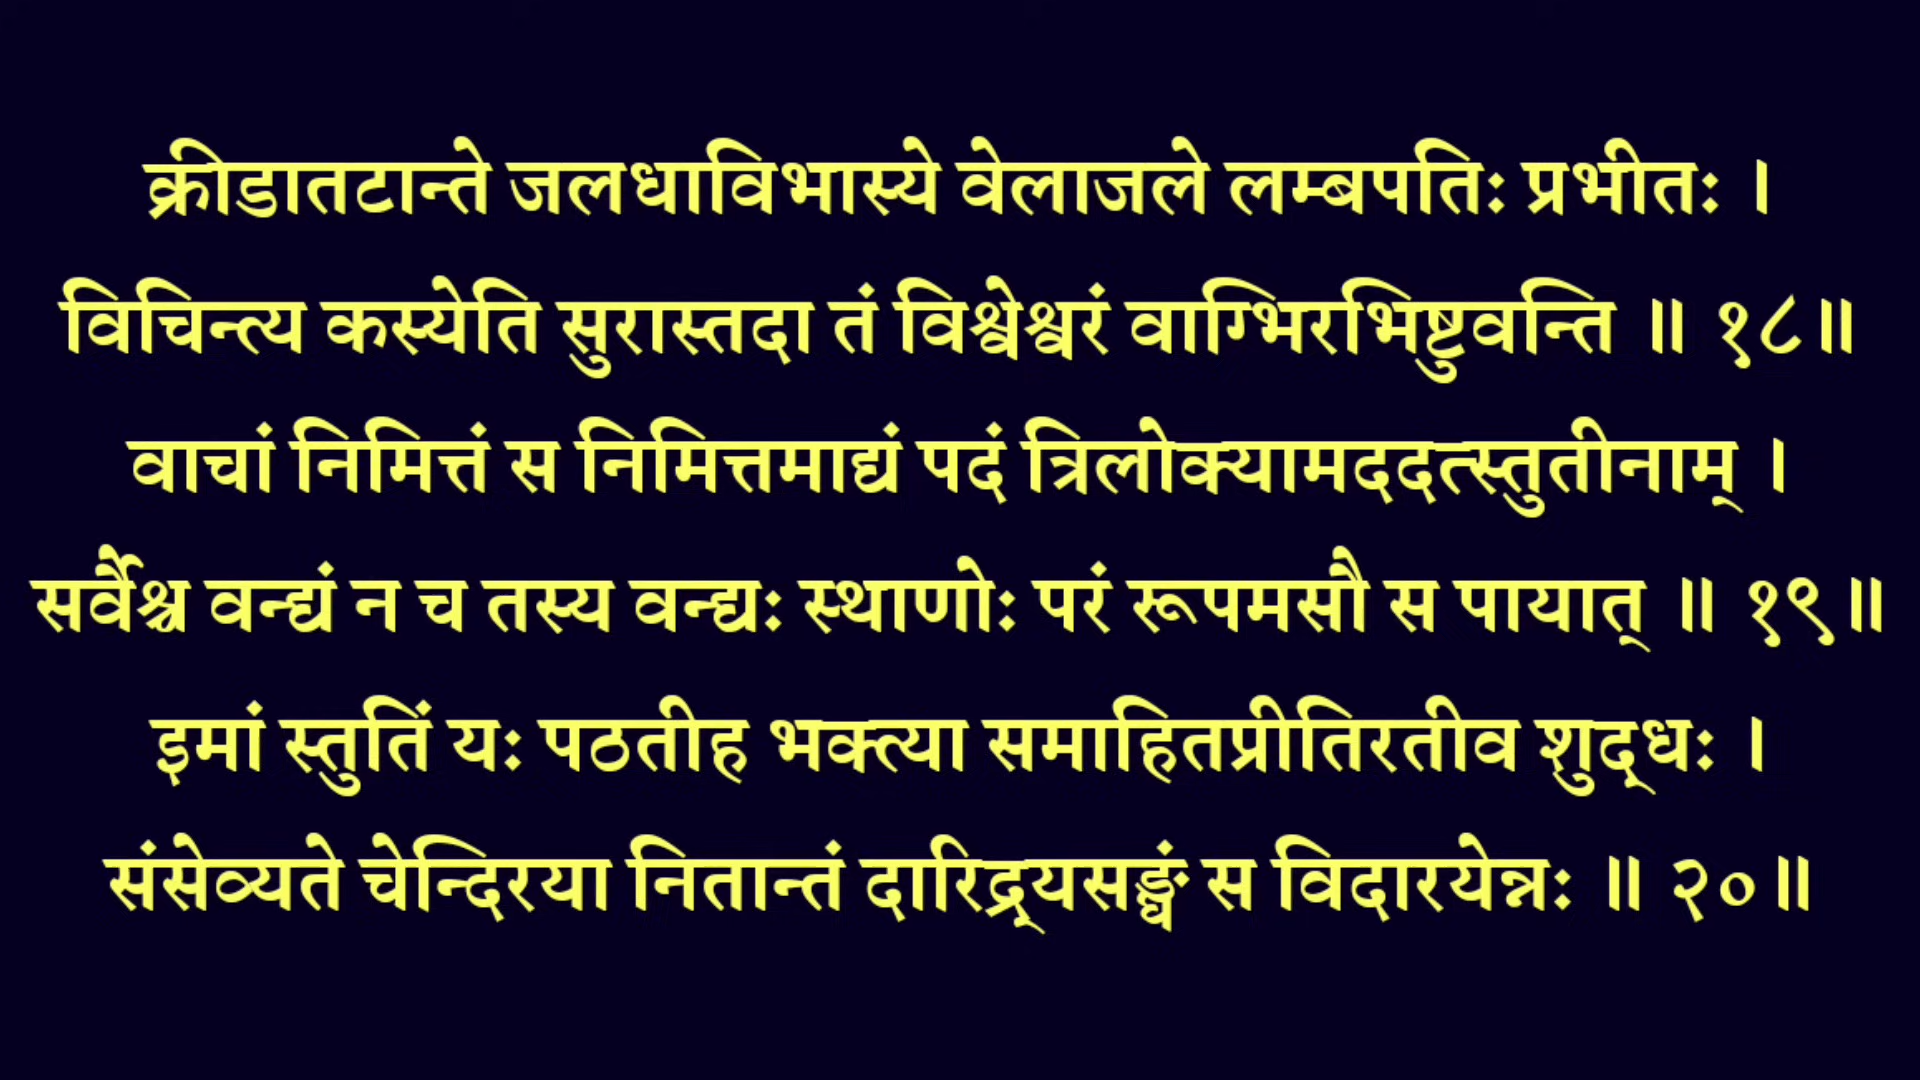 क्रीडातटान्ते जलधाविभास्ये वेलाजले लम्बपतिः प्रभीतः ।
विचिन्त्य कस्येति सुरास्तदा तं विश्वेश्वरं वाग्भिरभिष्टुवन्ति ॥ १८॥
वाचां निमित्तं स निमित्तमाद्यं पदं त्रिलोक्यामददत्स्तुतीनाम् ।
सर्वैश्च वन्द्यं न च तस्य वन्द्यः स्थाणोः परं रूपमसौ स पायात् ॥ १९॥
इमां स्तुतिं यः पठतीह भक्त्या समाहितप्रीतिरतीव शुद्धः ।
संसेव्यते चेन्दिरया नितान्तं दारिद्र्यसङ्घं स विदारयेन्नः ॥ २०॥